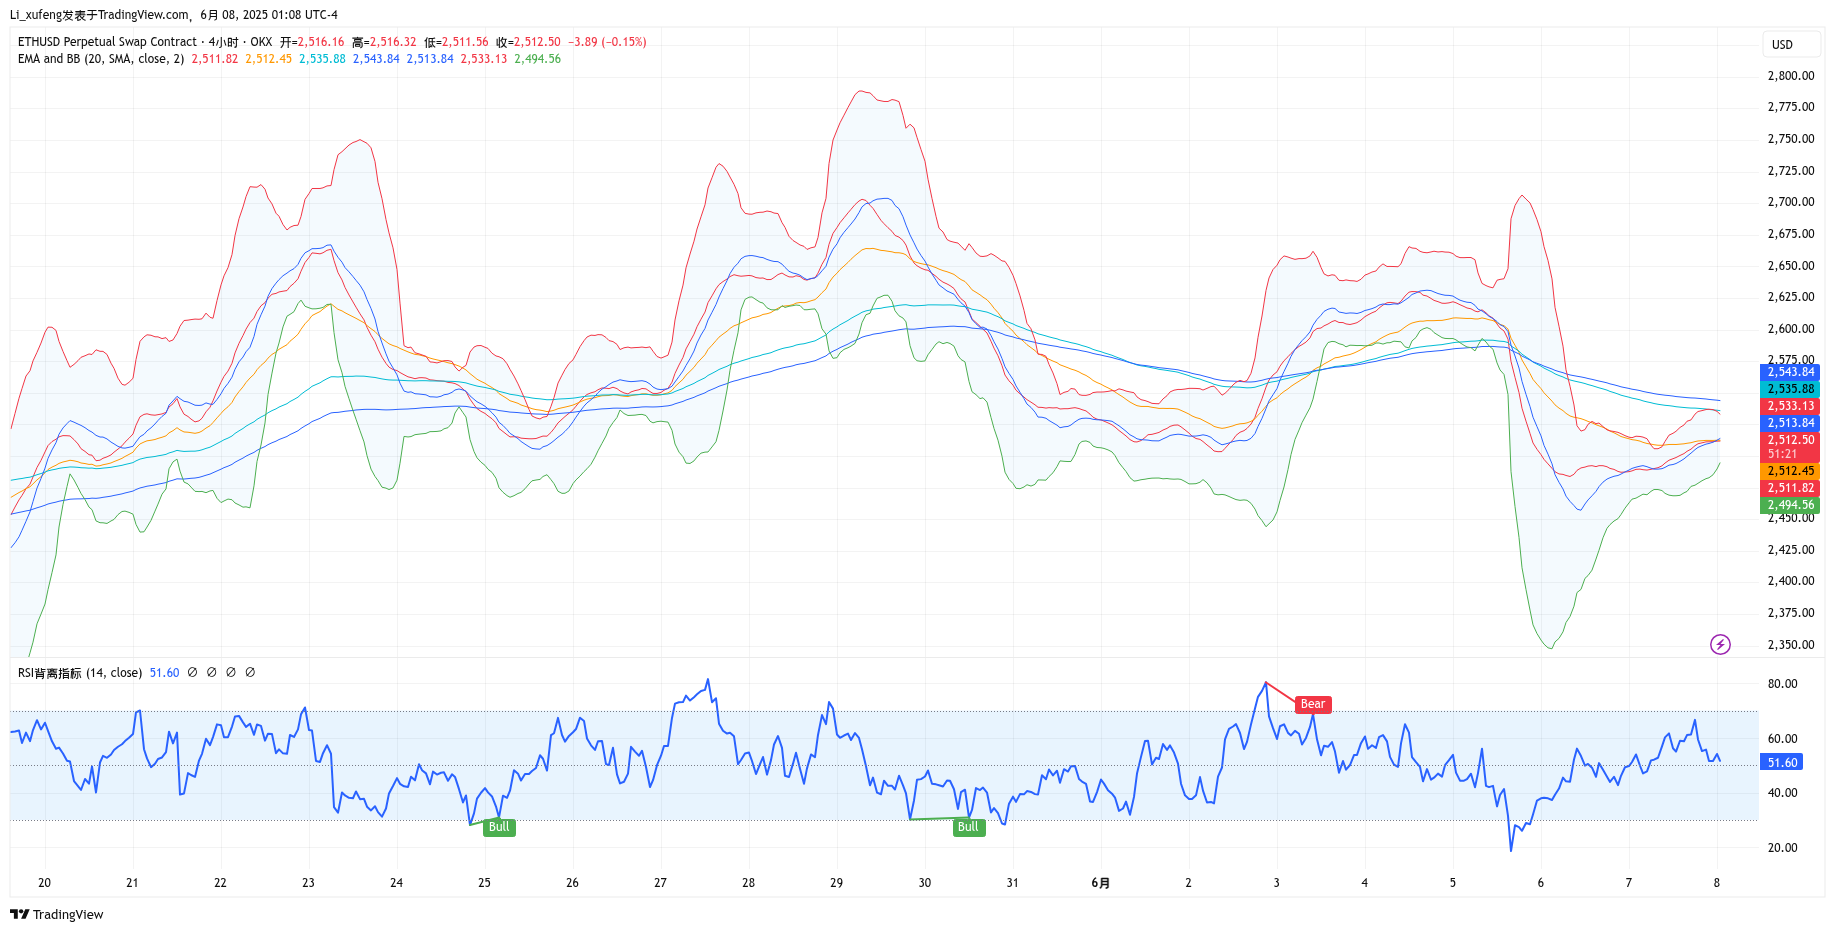 Li_xufeng发表于TradingView.com, 6月 08, 2025 01:08 UTC-4
ETHUSD Perpetual Swap Contract · 4小时 · OKX 开=2,516.16 高=2,516.32 低=2,511.56 收=2,512.50 −3.89 (−0.15%)
EMA and BB (20, SMA, close, 2) 2,511.82 2,512.45 2,535.88 2,543.84 2,513.84 2,533.13 2,494.56
USD
2,800.00
2,775.00
2,750.00
2,725.00
2,700.00
2,675.00
2,650.00
2,625.00
2,600.00
2,575.00
2,543.84
2,535.88
2,533.13
2,513.84
2,512.50
51:21
2,512.45
2,511.82
2,494.56
2,450.00
2,425.00
2,400.00
2,375.00
2,350.00
RSI背离指标 (14, close) 51.60 ∅ ∅ ∅ ∅
Bull
Bull
Bear
80.00
60.00
51.60
40.00
20.00
20 21 22 23 24 25 26 27 28 29 30 31 6月 2 3 4 5 6 7 8
TradingView